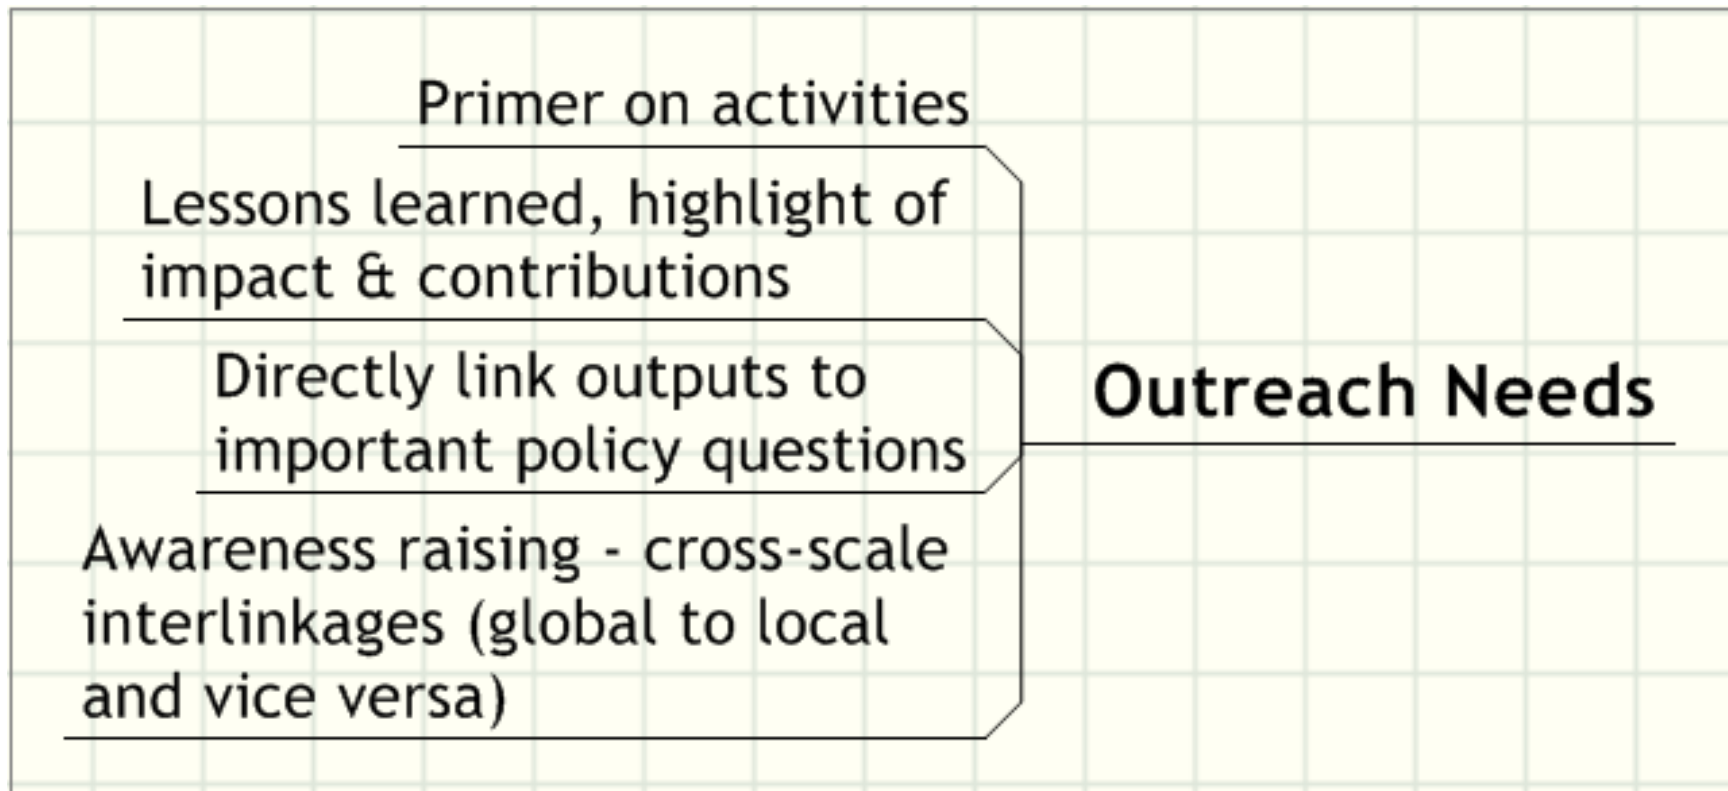 Primer on activities
Lessons learned, highlight of
impact & contributions
Directly link outputs to
important policy questions
Awareness raising - cross-scale
interlinkages (global to local
and vice versa)
Outreach Needs